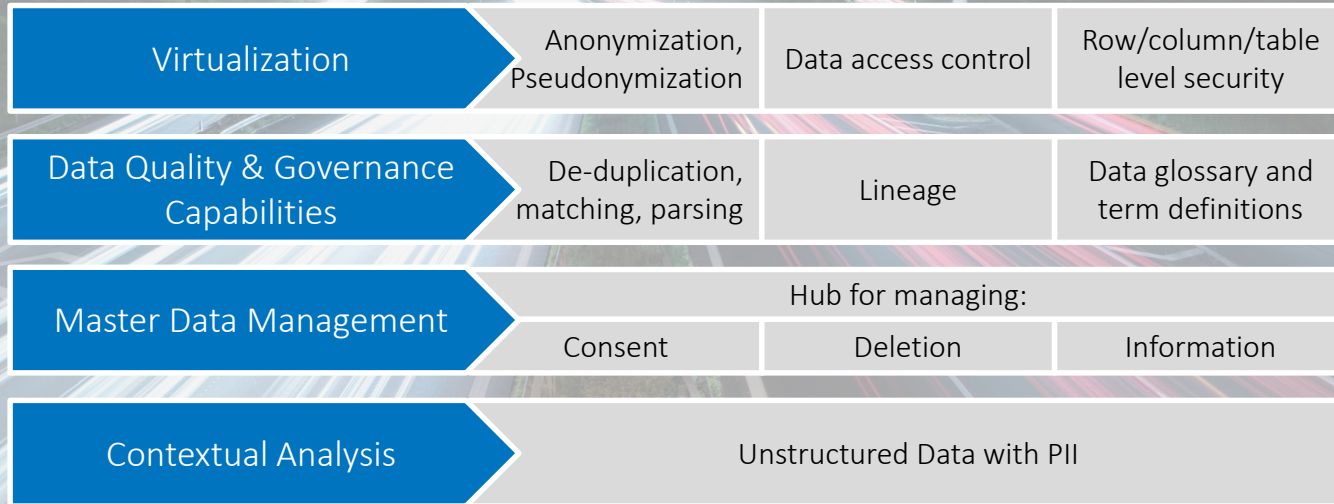 Virtualization
Anonymization,
Pseudonymization
Data access control
Row/column/table
level security
Data Quality & Governance
Capabilities
De-duplication,
matching, parsing
Lineage
Data glossary and
term definitions
Master Data Management
Hub for managing:
Consent
Deletion
Information
Contextual Analysis
Unstructured Data with PII